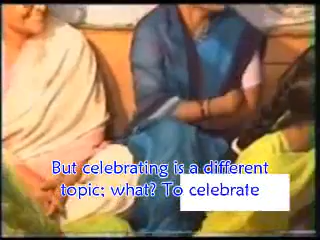 But celebrating is a different
topic; what? To celebrate